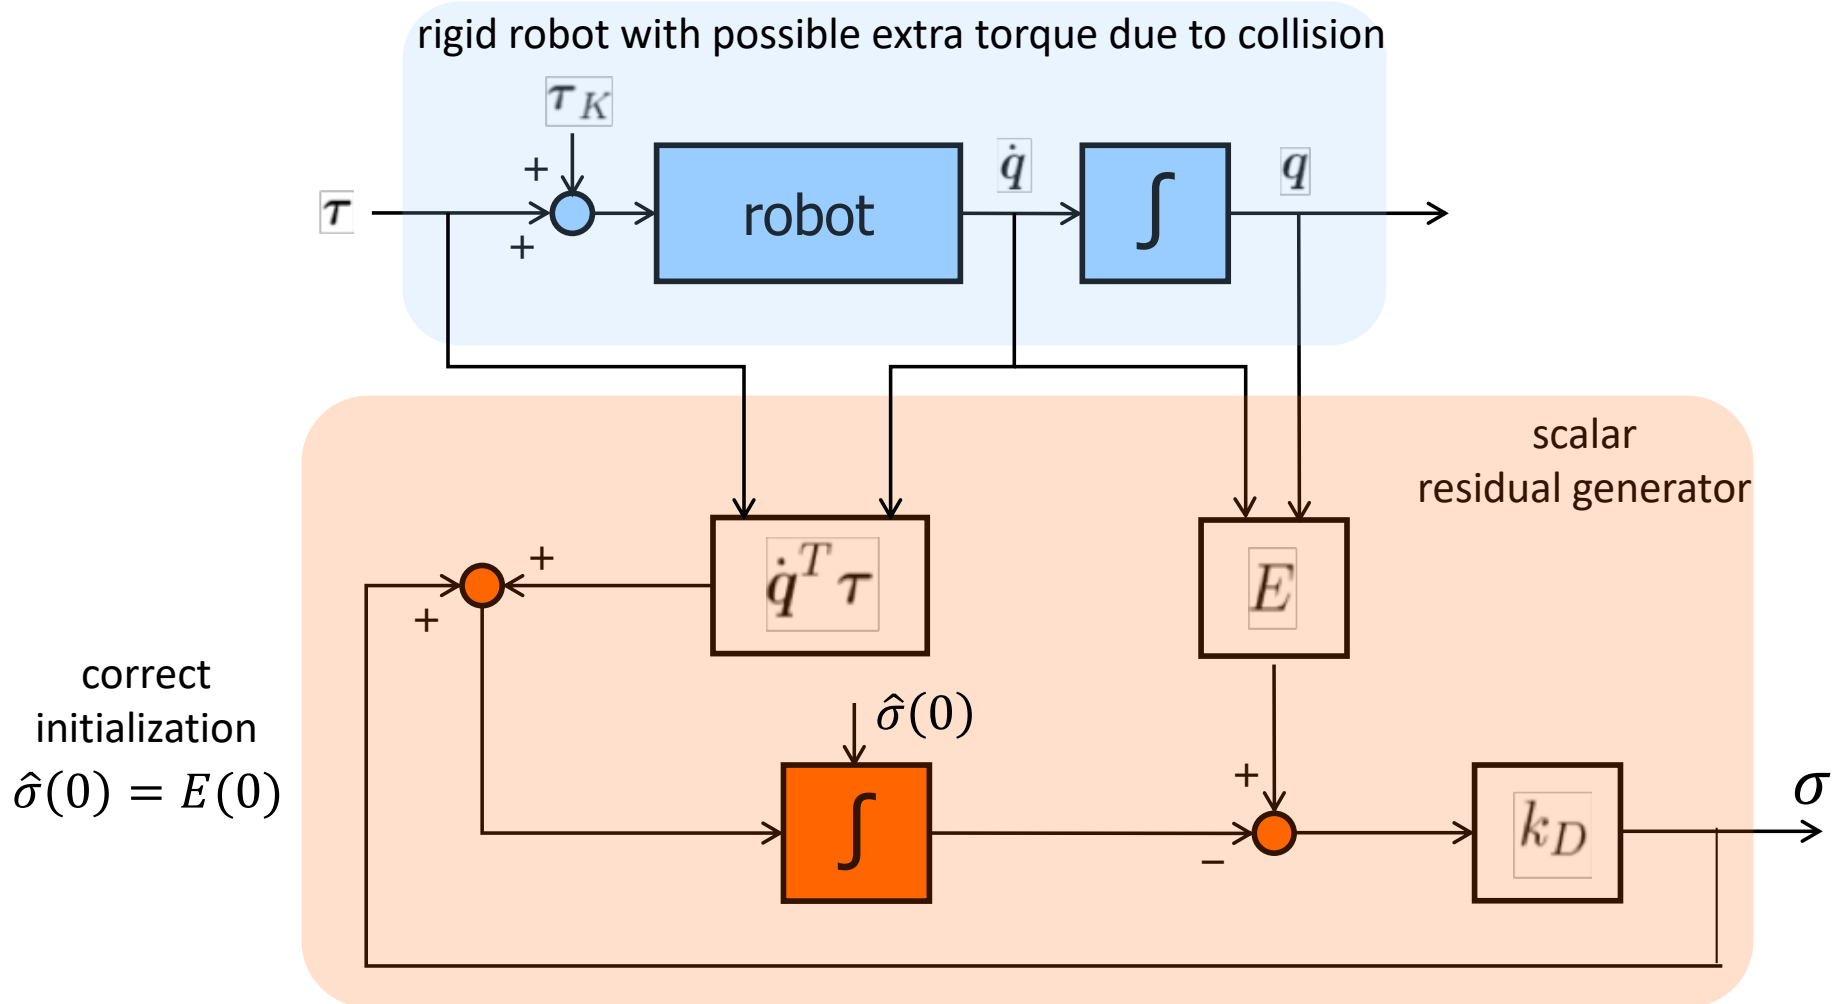 rigid robot with possible extra torque due to collision
τ_K
+
τ
+
robot
q̇
∫
q
scalar
residual generator
+
+
q̇ᵀ τ
E
correct
initialization
σ̂(0) = E(0)
σ̂(0)
∫
+
−
k_D
σ